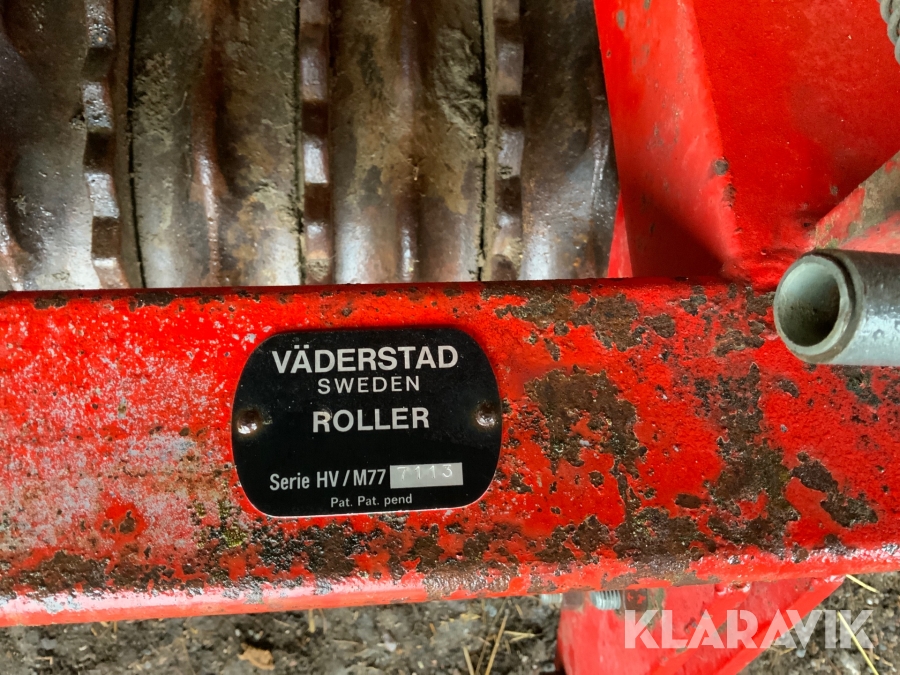 VÄDERSTAD
SWEDEN
ROLLER
Serie HV/M77 7113
Pat. Pat. pend
KLARAVIK